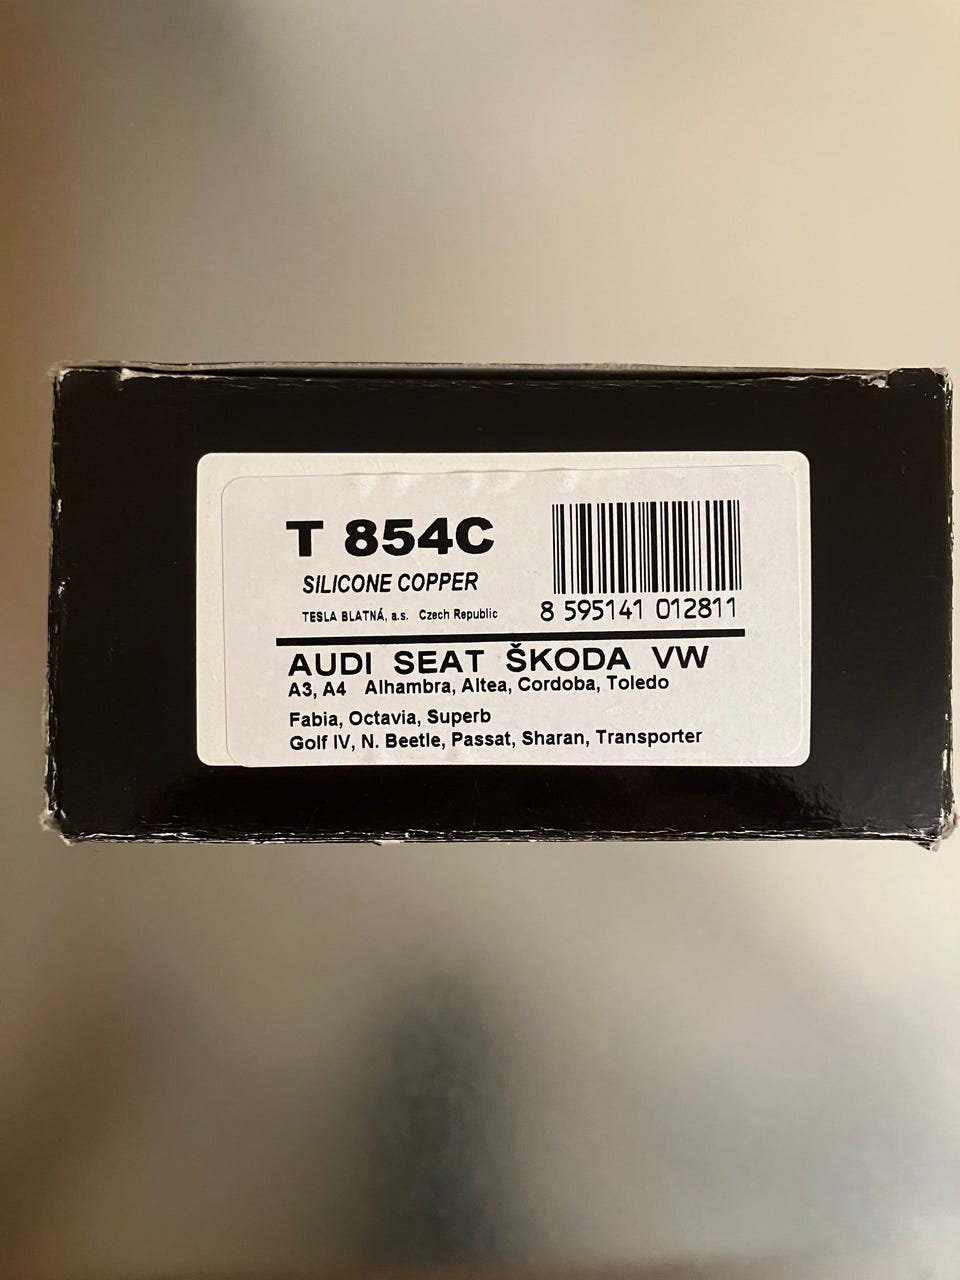 T 854C
SILICONE COPPER
TESLA BLATNÁ, a.s. Czech Republic
8 595141 012811
AUDI SEAT ŠKODA VW
A3, A4 Alhambra, Altea, Cordoba, Toledo
Fabia, Octavia, Superb
Golf IV, N. Beetle, Passat, Sharan, Transporter